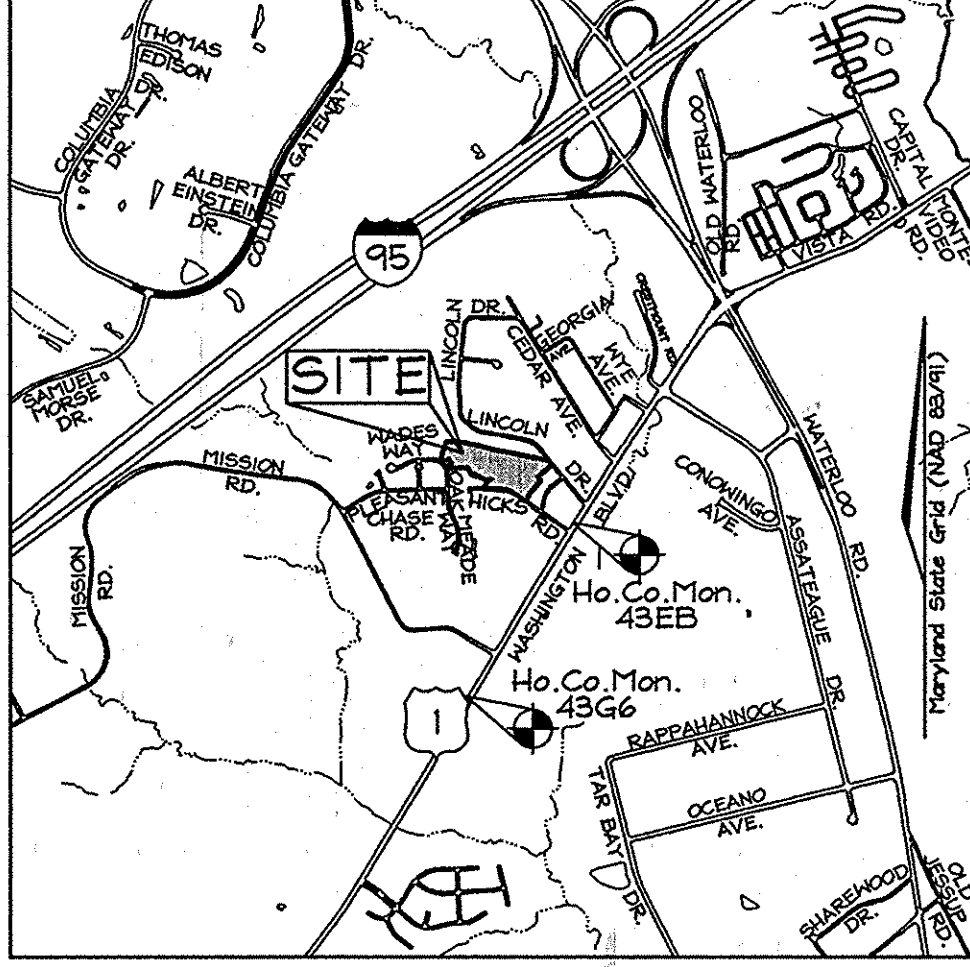 THOMAS
EDISON
DR.
COLUMBIA
GATEWAY
DR.
ALBERT
EINSTEIN
DR.
COLUMBIA GATEWAY DR.
95
OLD WATERLOO
RD.
CAPITAL
DR.
VISTA RD.
RD.
MONTE
VIDEO
SAMUEL
MORSE
DR.
SITE
LINCOLN DR.
CEDAR AVE.
GEORGIA
AVE.
WYE
AVE.
LINCOLN
DR.
WADES
WAY
MISSION
RD.
PLEASANT
CHASE
RD.
OAK MEADE
WAY
HICKS
RD
MISSION
RD.
WASHINGTON BLVD.
CONOWINGO
AVE.
WATERLOO RD.
ASSATEAGUE DR.
Ho.Co.Mon.
43EB
Ho.Co.Mon.
43G6
1
RAPPAHANNOCK
AVE.
OCEANO
AVE.
TAR BAY DR.
SHAREWOOD
DR.
OLD
JESSUP
RD.
Maryland State Grid (NAD 83/91)